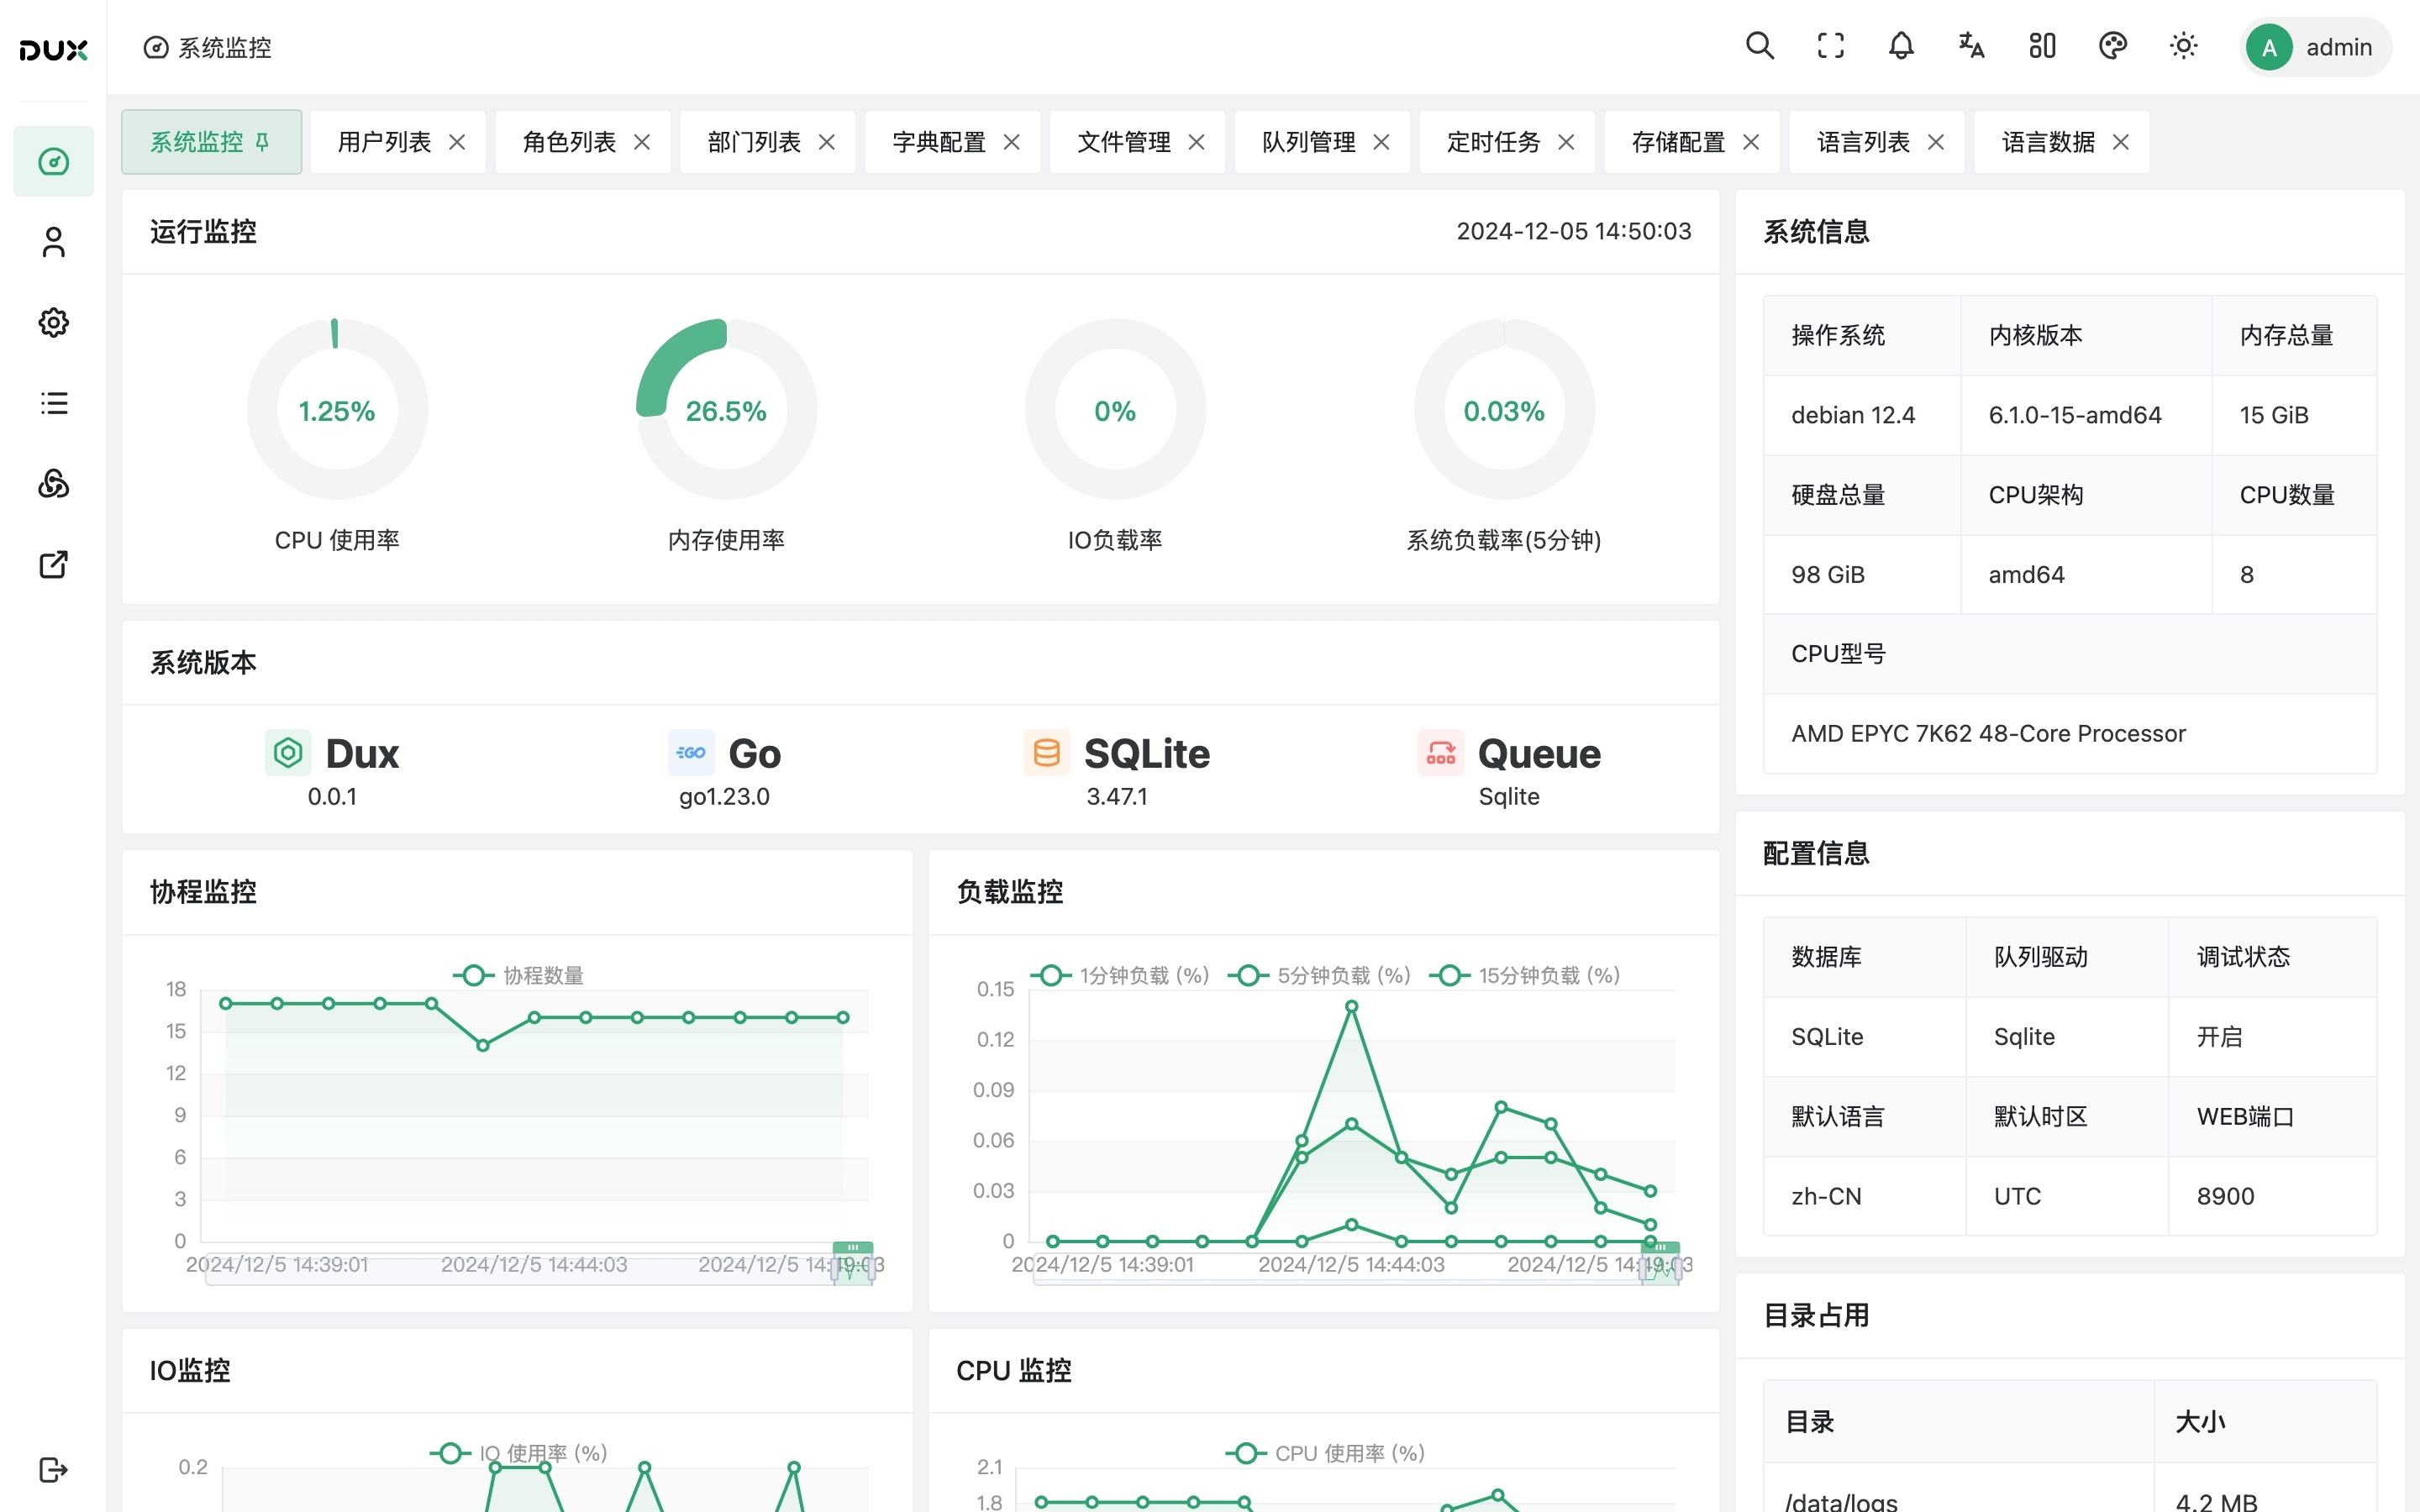 DUX
系统监控
A admin
系统监控 用户列表 角色列表 部门列表 字典配置 文件管理 队列管理 定时任务 存储配置 语言列表 语言数据
运行监控 2024-12-05 14:50:03
1.25% 26.5% 0% 0.03%
CPU 使用率 内存使用率 IO负载率 系统负载率(5分钟)
系统版本
Dux Go SQLite Queue
0.0.1 go1.23.0 3.47.1 Sqlite
协程监控
协程数量
18
15
12
9
6
3
0
2024/12/5 14:39:01 2024/12/5 14:44:03 2024/12/5 14:49:03
负载监控
1分钟负载 (%) 5分钟负载 (%) 15分钟负载 (%)
0.15
0.12
0.09
0.06
0.03
0
2024/12/5 14:39:01 2024/12/5 14:44:03 2024/12/5 14:49:03
IO监控
IO 使用率 (%)
0.2
CPU 监控
CPU 使用率 (%)
2.1
1.8
系统信息
操作系统 内核版本 内存总量
debian 12.4 6.1.0-15-amd64 15 GiB
硬盘总量 CPU架构 CPU数量
98 GiB amd64 8
CPU型号
AMD EPYC 7K62 48-Core Processor
配置信息
数据库 队列驱动 调试状态
SQLite Sqlite 开启
默认语言 默认时区 WEB端口
zh-CN UTC 8900
目录占用
目录 大小
/data/logs 4.2 MB